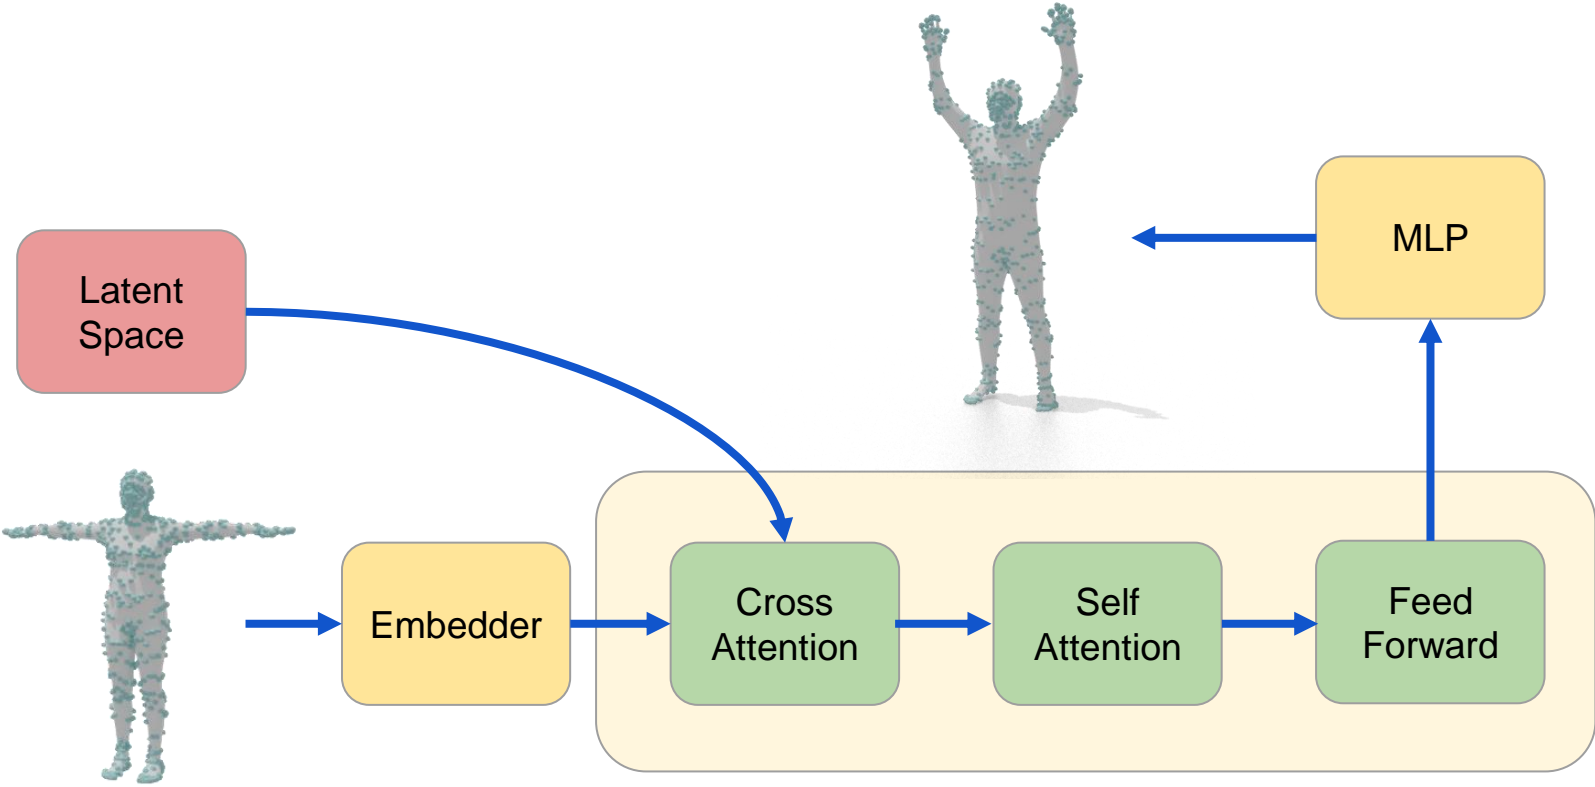 MLP
Latent
Space
Embedder
Cross
Attention
Self
Attention
Feed
Forward